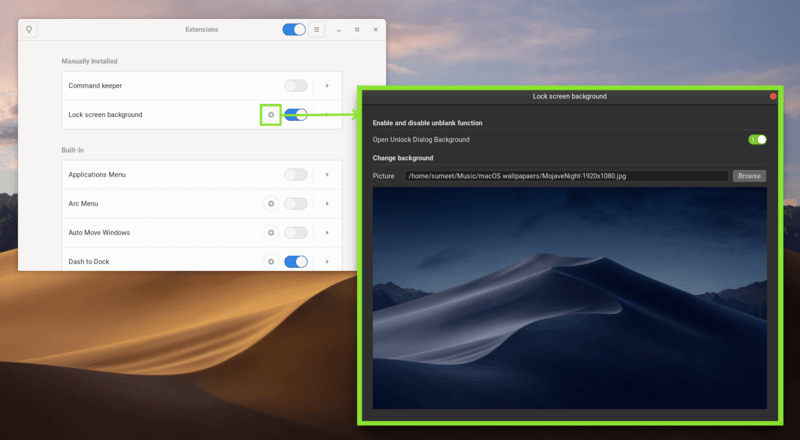 Extensions
Manually Installed
Command keeper
Lock screen background
Built-In
Applications Menu
Arc Menu
Auto Move Windows
Dash to Dock
Lock screen background
Enable and disable unblank function
Open Unlock Dialog Background
Change background
Picture /home/sumeet/Music/macOS wallpapaers/MojaveNight-1920x1080.jpg Browse